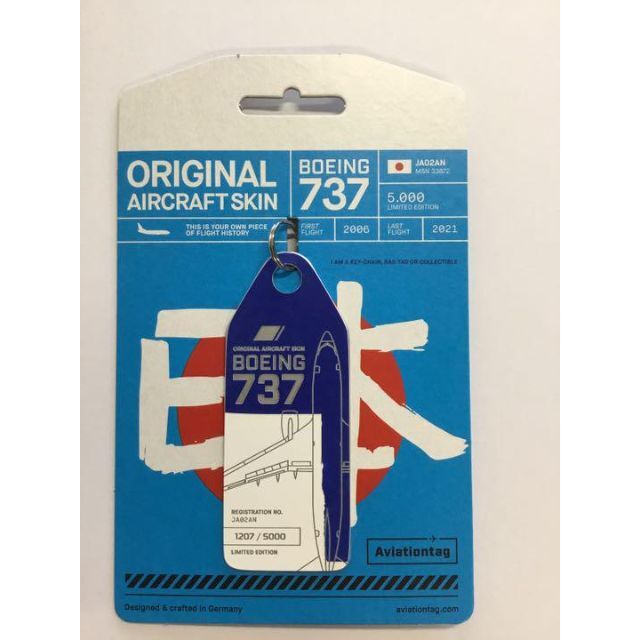 ORIGINAL
AIRCRAFT SKIN
BOEING
737
JA02AN
MSN 33872
5.000
LIMITED EDITION
THIS IS YOUR OWN PIECE
OF FLIGHT HISTORY
FIRST
FLIGHT
2006
LAST
FLIGHT
2021
I AM A KEY-CHAIN, BAG TAG OR COLLECTIBLE
日本
ORIGINAL AIRCRAFT SKIN
BOEING
737
REGISTRATION NO.
JA02AN
1207 / 5000
LIMITED EDITION
Aviationtag
Designed & crafted in Germany
aviationtag.com